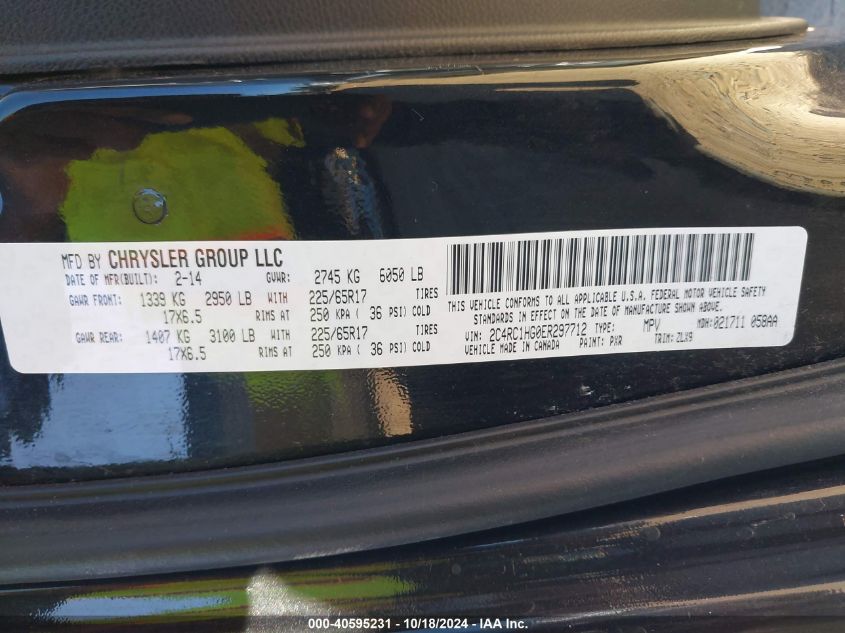 MFD BY CHRYSLER GROUP LLC
DATE OF MFR(BUILT): 2-14 GVWR: 2745 KG 6050 LB
GAWR FRONT: 1339 KG 2950 LB WITH 225/65R17 TIRES
17X6.5 RIMS AT 250 KPA ( 36 PSI) COLD
GAWR REAR: 1407 KG 3100 LB WITH 225/65R17 TIRES
17X6.5 RIMS AT 250 KPA ( 36 PSI) COLD
THIS VEHICLE CONFORMS TO ALL APPLICABLE U.S.A. FEDERAL MOTOR VEHICLE SAFETY
STANDARDS IN EFFECT ON THE DATE OF MANUFACTURE SHOWN ABOVE.
VIN: 2C4RC1HG0ER297712 TYPE: MPV MDH:021711 058AA
VEHICLE MADE IN CANADA PAINT: PXR TRIM: ZLX9
000-40595231 - 10/18/2024 - IAA Inc.